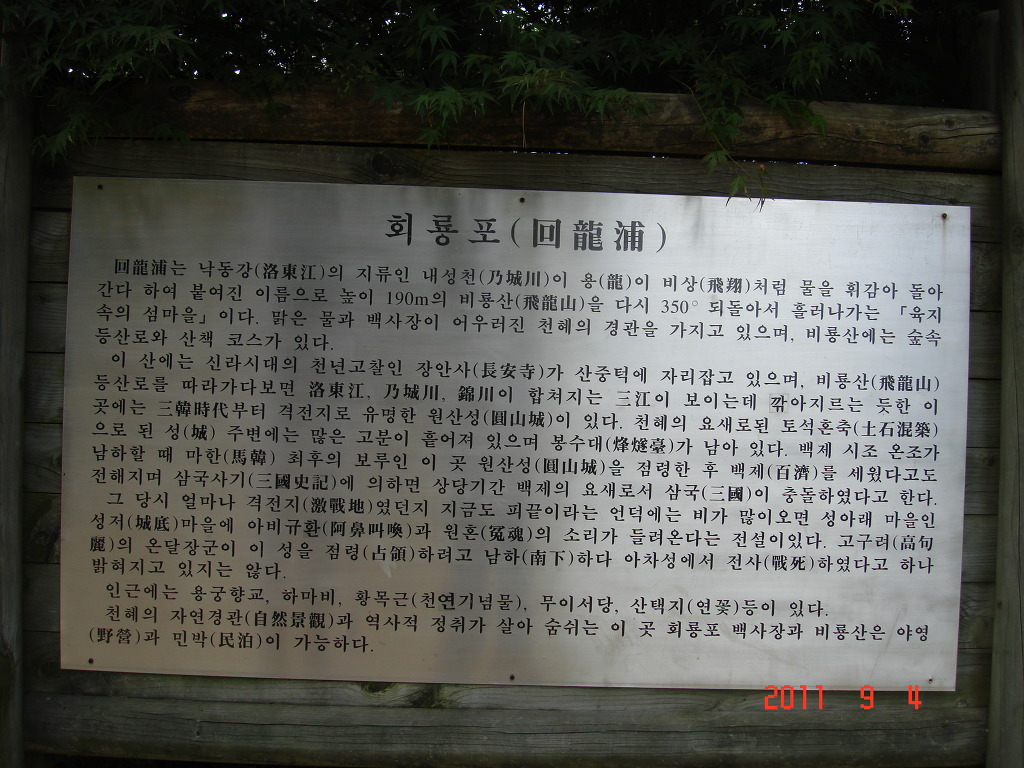 회룡포(回龍浦)
回龍浦는 낙동강(洛東江)의 지류인 내성천(乃城川)이 용(龍)이 비상(飛翔)처럼 물을 휘감아 돌아
간다 하여 붙여진 이름으로 높이 190m의 비룡산(飛龍山)을 다시 350° 되돌아서 흘러나가는 「육지
속의 섬마을」이다. 맑은 물과 백사장이 어우러진 천혜의 경관을 가지고 있으며, 비룡산에는 숲속
등산로와 산책 코스가 있다.
이 산에는 신라시대의 천년고찰인 장안사(長安寺)가 산중턱에 자리잡고 있으며, 비룡산(飛龍山)
등산로를 따라가다보면 洛東江, 乃城川, 錦川이 합쳐지는 三江이 보이는데 깎아지르는 듯한 이
곳에는 三韓時代부터 격전지로 유명한 원산성(圓山城)이 있다. 천혜의 요새로된 토석혼축(土石混築)
으로 된 성(城) 주변에는 많은 고분이 흩어져 있으며 봉수대(烽燧臺)가 남아 있다. 백제 시조 온조가
남하할 때 마한(馬韓) 최후의 보루인 이 곳 원산성(圓山城)을 점령한 후 백제(百濟)를 세웠다고도
전해지며 삼국사기(三國史記)에 의하면 상당기간 백제의 요새로서 삼국(三國)이 충돌하였다고 한다.
그 당시 얼마나 격전지(激戰地)였던지 지금도 피끝이라는 언덕에는 비가 많이오면 성아래 마을인
성저(城底)마을에 아비규환(阿鼻叫喚)과 원혼(冤魂)의 소리가 들려온다는 전설이있다. 고구려(高句
麗)의 온달장군이 이 성을 점령(占領)하려고 남하(南下)하다 아차성에서 전사(戰死)하였다고 하나
밝혀지고 있지는 않다.
인근에는 용궁향교, 하마비, 황목근(천연기념물), 무이서당, 산택지(연꽃)등이 있다.
천혜의 자연경관(自然景觀)과 역사적 정취가 살아 숨쉬는 이 곳 회룡포 백사장과 비룡산은 야영
(野營)과 민박(民泊)이 가능하다.
2011 9 4